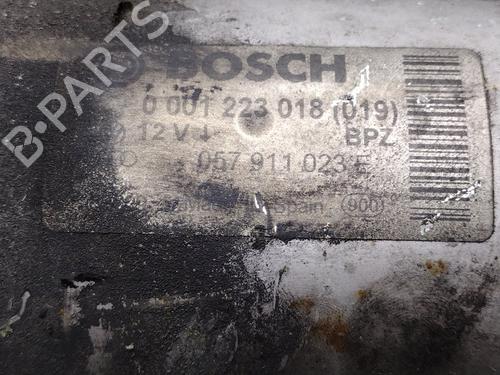 B-PARTS
BOSCH
0 001 223 018 (019)
12 V BPZ
057 911 023 E
Spain 900